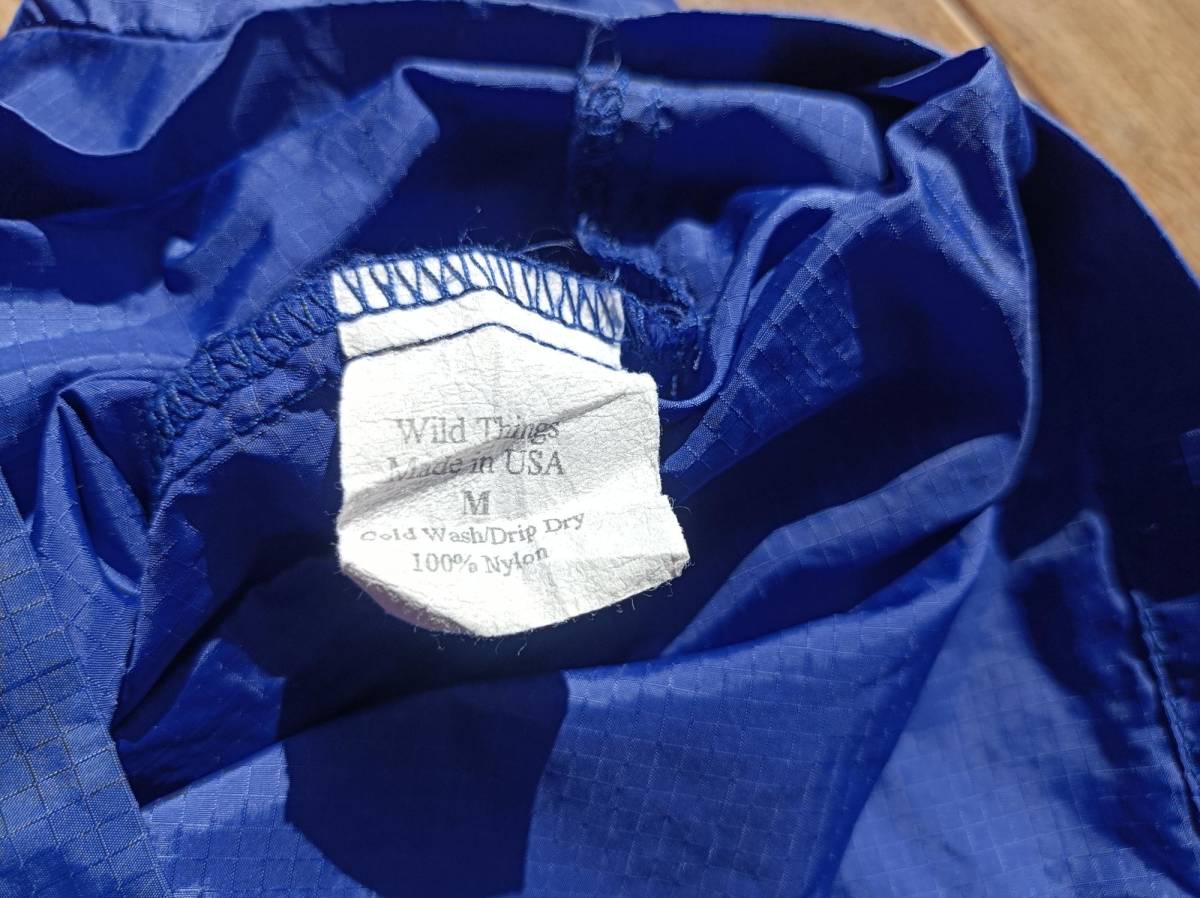 Wild Things
Made in USA
M
Cold Wash/Drip Dry
100% Nylon